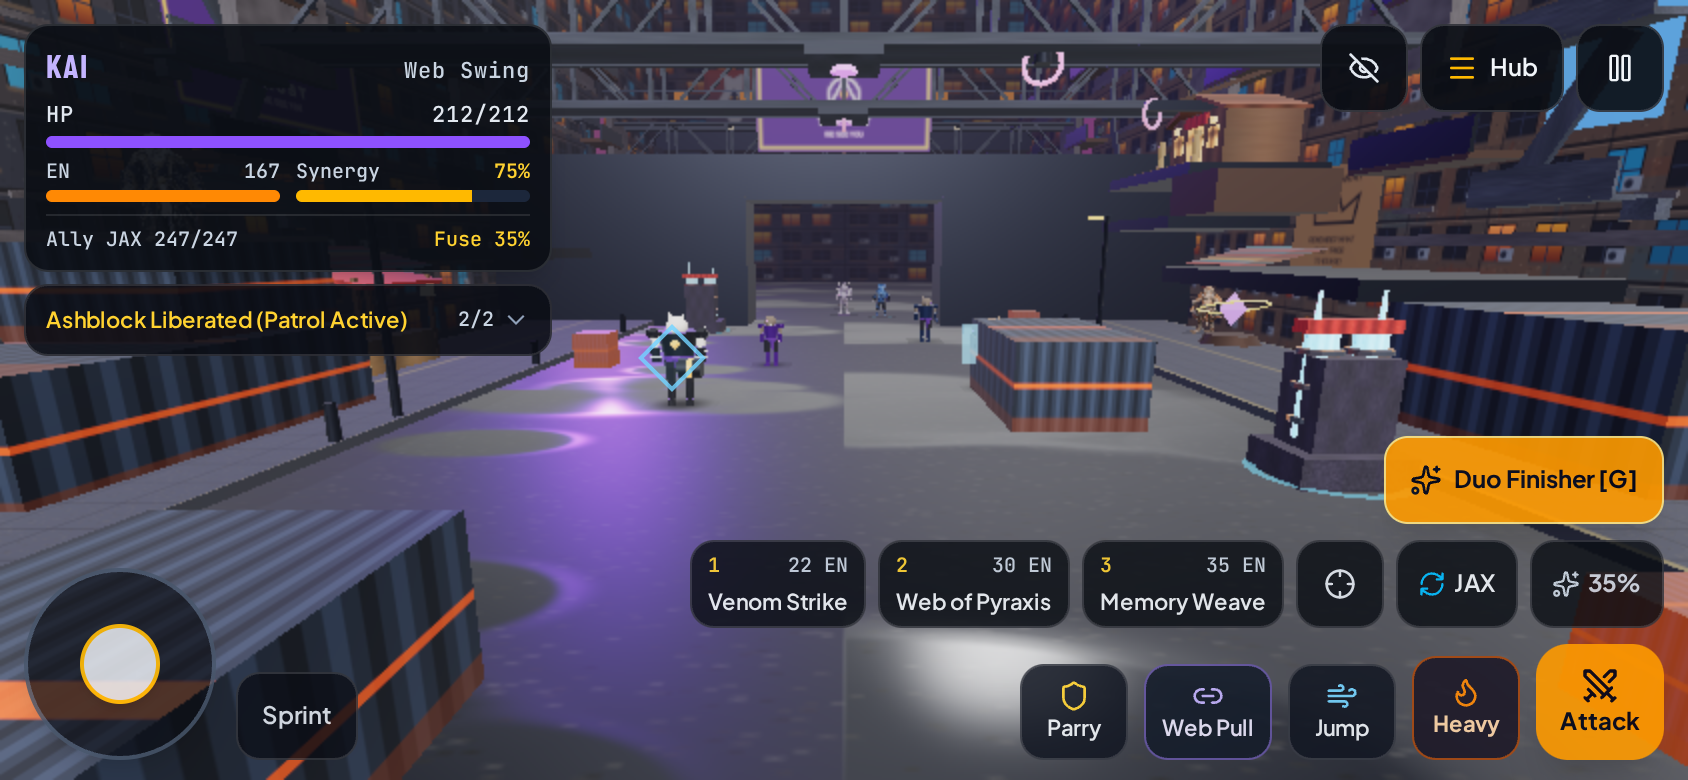 KAI
Web Swing
HP 212/212
EN 167 Synergy 75%
Ally JAX 247/247 Fuse 35%
Ashblock Liberated (Patrol Active) 2/2
Hub
Duo Finisher [G]
1 22 EN
Venom Strike
2 30 EN
Web of Pyraxis
3 35 EN
Memory Weave
JAX
35%
Sprint
Parry
Web Pull
Jump
Heavy
Attack